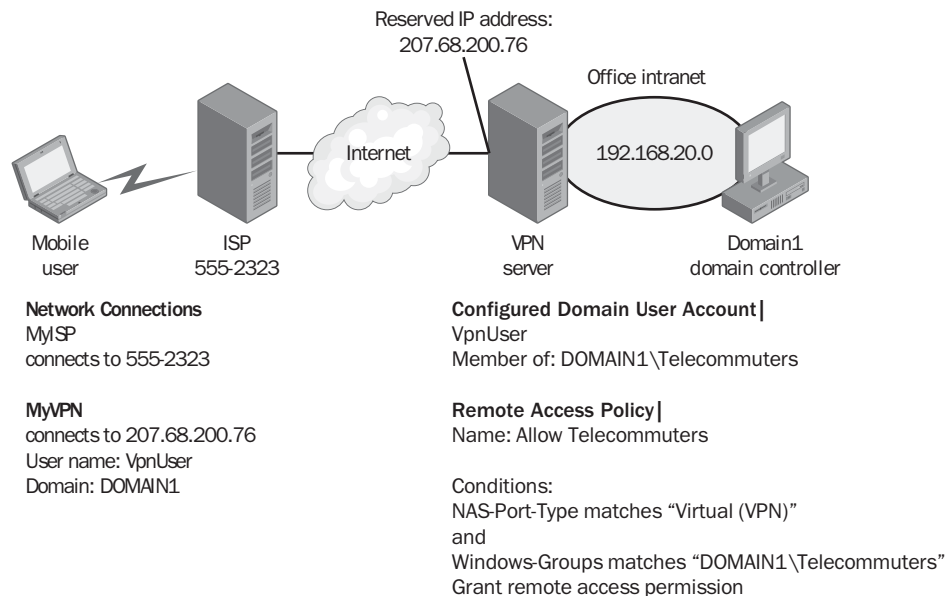 Reserved IP address:
207.68.200.76
Office intranet
Internet
192.168.20.0
Mobile
user
ISP
555-2323
VPN
server
Domain1
domain controller
Network Connections
MyISP
connects to 555-2323
MyVPN
connects to 207.68.200.76
User name: VpnUser
Domain: DOMAIN1
Configured Domain User Account|
VpnUser
Member of: DOMAIN1\Telecommuters
Remote Access Policy|
Name: Allow Telecommuters
Conditions:
NAS-Port-Type matches “Virtual (VPN)”
and
Windows-Groups matches “DOMAIN1\Telecommuters”
Grant remote access permission